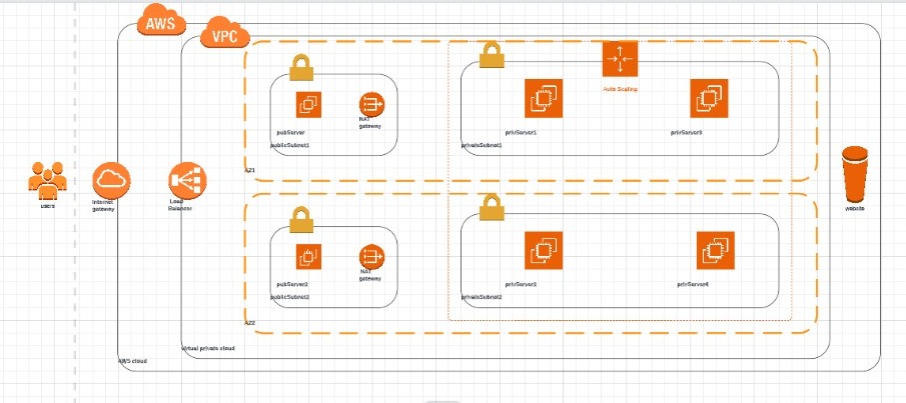 AWS
VPC
Auto Scaling
pubServer
NAT
gateway
publicSubnet1
privServer1
privServer3
privateSubnet1
AZ1
users
Internet
gateway
Load
Balancer
website
pubServer2
NAT
gateway
publicSubnet2
privServer4
privateSubnet2
AZ2
Virtual private cloud
AWS cloud